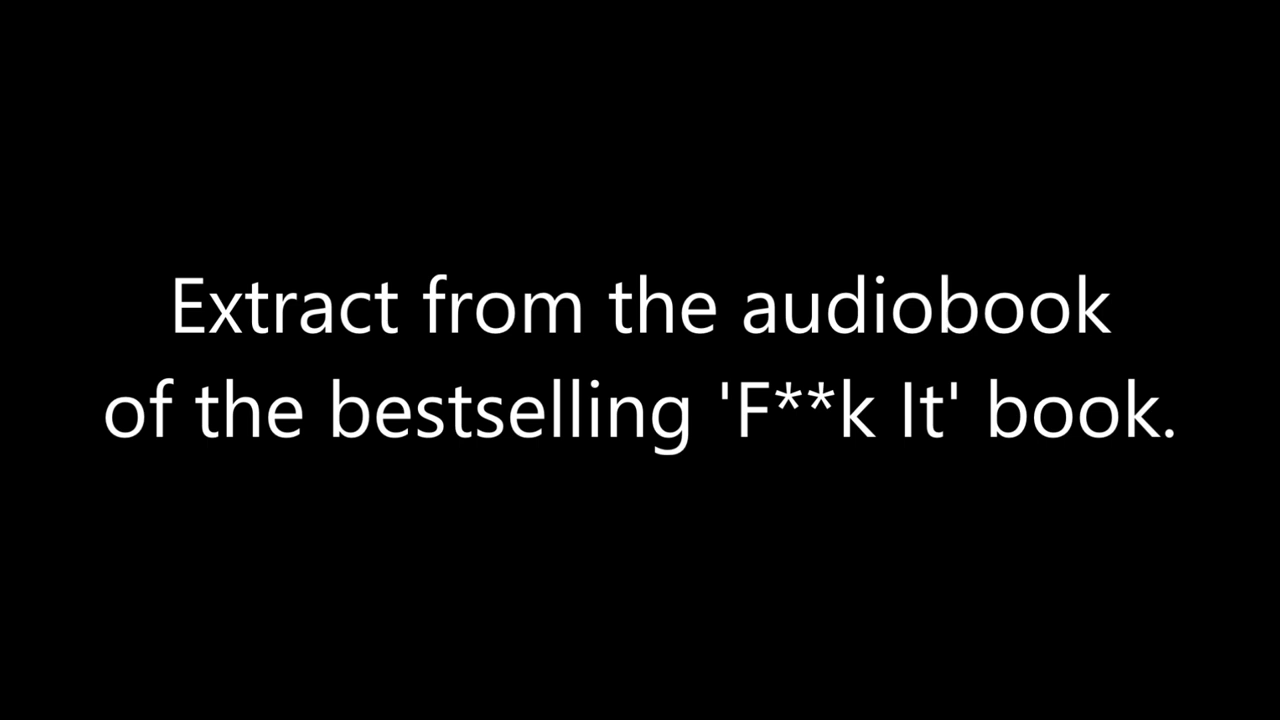 Extract from the audiobook
of the bestselling 'F**k It' book.